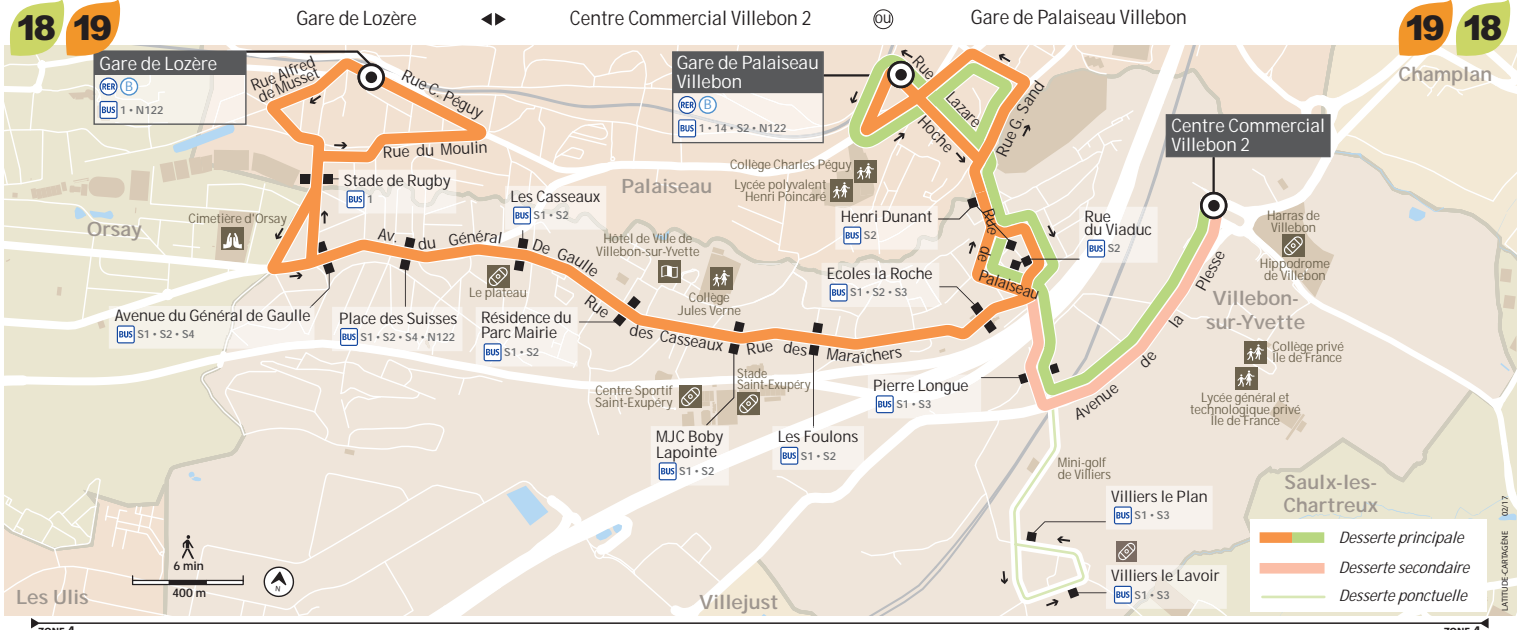 18 19
Gare de Lozère
Centre Commercial Villebon 2
ou
Gare de Palaiseau Villebon
19 18
Gare de Lozère
RER B
BUS 1 • N122
Rue Alfred
de Musset
Rue C. Péguy
Rue du Moulin
Stade de Rugby
BUS 1
Gare de Palaiseau
Villebon
RER B
BUS 1 • 14 • S2 • N122
Rue
Hoche
Lazare
Rue G. Sand
Champlan
Centre Commercial
Villebon 2
Collège Charles Péguy
Lycée polyvalent
Henri Poincaré
Palaiseau
Orsay
Cimetière d'Orsay
Les Casseaux
BUS S1 • S2
Av. du Général De Gaulle
Hôtel de Ville de
Villebon-sur-Yvette
Le plateau
Collège
Jules Verne
Henri Dunant
BUS S2
Rue de Palaiseau
Rue
du Viaduc
BUS S2
Harras de
Villebon
Hippodrome
de Villebon
Ecoles la Roche
BUS S1 • S2 • S3
Avenue du Général de Gaulle
BUS S1 • S2 • S4
Place des Suisses
BUS S1 • S2 • S4 • N122
Résidence du
Parc Mairie
BUS S1 • S2
Rue des Casseaux
Rue des Maraîchers
Villebon-
sur-Yvette
Collège privé
Ile de France
Lycée général et
technologique privé
Ile de France
Avenue de la Plesse
Pierre Longue
BUS S1 • S3
Centre Sportif
Saint-Exupéry
Stade
Saint-Exupéry
MJC Boby
Lapointe
BUS S1 • S2
Les Foulons
BUS S1 • S2
Mini-golf
de Villiers
Saulx-les-
Chartreux
Villiers le Plan
BUS S1 • S3
Villiers le Lavoir
BUS S1 • S3
Desserte principale
Desserte secondaire
Desserte ponctuelle
LATITUDE-CARTAGÈNE 02/17
6 min
400 m
N
Les Ulis
Villejust
ZONE 4
ZONE 4